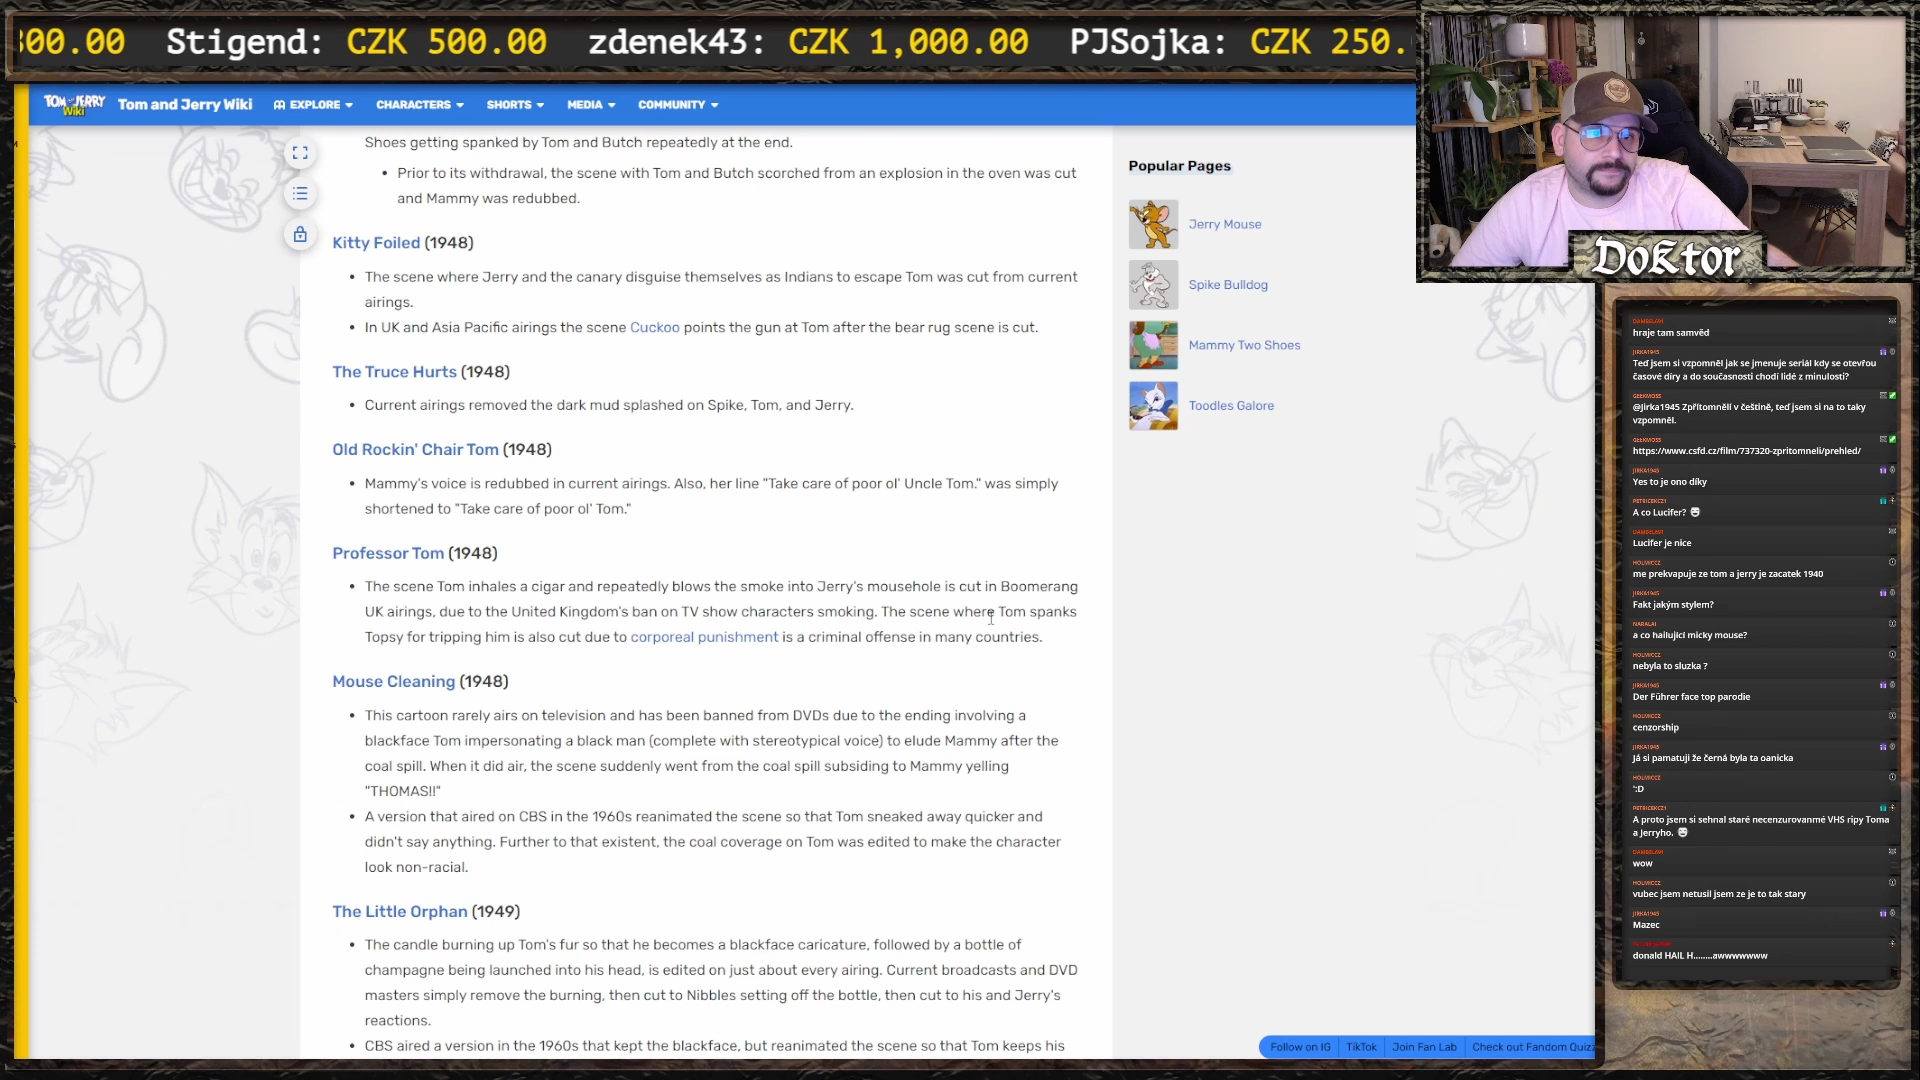 300.00 Stigend: CZK 500.00 zdenek43: CZK 1,000.00 PJSojka: CZK 250.
TOM and JERRY Wiki
Tom and Jerry Wiki EXPLORE CHARACTERS SHORTS MEDIA COMMUNITY
Shoes getting spanked by Tom and Butch repeatedly at the end.
Prior to its withdrawal, the scene with Tom and Butch scorched from an explosion in the oven was cut
and Mammy was redubbed.
Kitty Foiled (1948)
The scene where Jerry and the canary disguise themselves as Indians to escape Tom was cut from current
airings.
In UK and Asia Pacific airings the scene Cuckoo points the gun at Tom after the bear rug scene is cut.
The Truce Hurts (1948)
Current airings removed the dark mud splashed on Spike, Tom, and Jerry.
Old Rockin' Chair Tom (1948)
Mammy's voice is redubbed in current airings. Also, her line "Take care of poor ol' Uncle Tom." was simply
shortened to "Take care of poor ol' Tom."
Professor Tom (1948)
The scene Tom inhales a cigar and repeatedly blows the smoke into Jerry's mousehole is cut in Boomerang
UK airings, due to the United Kingdom's ban on TV show characters smoking. The scene where Tom spanks
Topsy for tripping him is also cut due to corporeal punishment is a criminal offense in many countries.
Mouse Cleaning (1948)
This cartoon rarely airs on television and has been banned from DVDs due to the ending involving a
blackface Tom impersonating a black man (complete with stereotypical voice) to elude Mammy after the
coal spill. When it did air, the scene suddenly went from the coal spill subsiding to Mammy yelling
"THOMAS!!"
A version that aired on CBS in the 1960s reanimated the scene so that Tom sneaked away quicker and
didn't say anything. Further to that existent, the coal coverage on Tom was edited to make the character
look non-racial.
The Little Orphan (1949)
The candle burning up Tom's fur so that he becomes a blackface caricature, followed by a bottle of
champagne being launched into his head, is edited on just about every airing. Current broadcasts and DVD
masters simply remove the burning, then cut to Nibbles setting off the bottle, then cut to his and Jerry's
reactions.
CBS aired a version in the 1960s that kept the blackface, but reanimated the scene so that Tom keeps his
Popular Pages
Jerry Mouse
Spike Bulldog
Mammy Two Shoes
Toodles Galore
Follow on IG TikTok Join Fan Lab Check out Fandom Quiz
Doktor
hraje tam samvěd
JIRKA1945
Teď jsem si vzpomněl jak se jmenuje seriál kdy se otevřou
časové díry a do současnosti chodí lidé z minulosti?
GEEKMOSS
@Jirka1945 Zpřítomnělí v češtině, teď jsem si na to taky
vzpomněl.
GEEKMOSS
https://www.csfd.cz/film/737320-zpritomneli/prehled/
JIRKA1945
Yes to je ono díky
PETRICEKCZ1
A co Lucifer?
Lucifer je nice
HOLMICCZ
me prekvapuje ze tom a jerry je zacatek 1940
JIRKA1945
Fakt jakým stylem?
NARALAI
a co hailujici micky mouse?
HOLMICCZ
nebyla to sluzka ?
JIRKA1945
Der Führer face top parodie
HOLMICCZ
cenzorship
JIRKA1945
Já si pamatuji že černá byla ta oanicka
HOLMICCZ
':D
PETRICEKCZ1
A proto jsem si sehnal staré necenzurovanmé VHS ripy Toma
a Jerryho.
wow
HOLMICCZ
vubec jsem netusil jsem ze je to tak stary
JIRKA1945
Mazec
donald HAIL H........awwwwwww